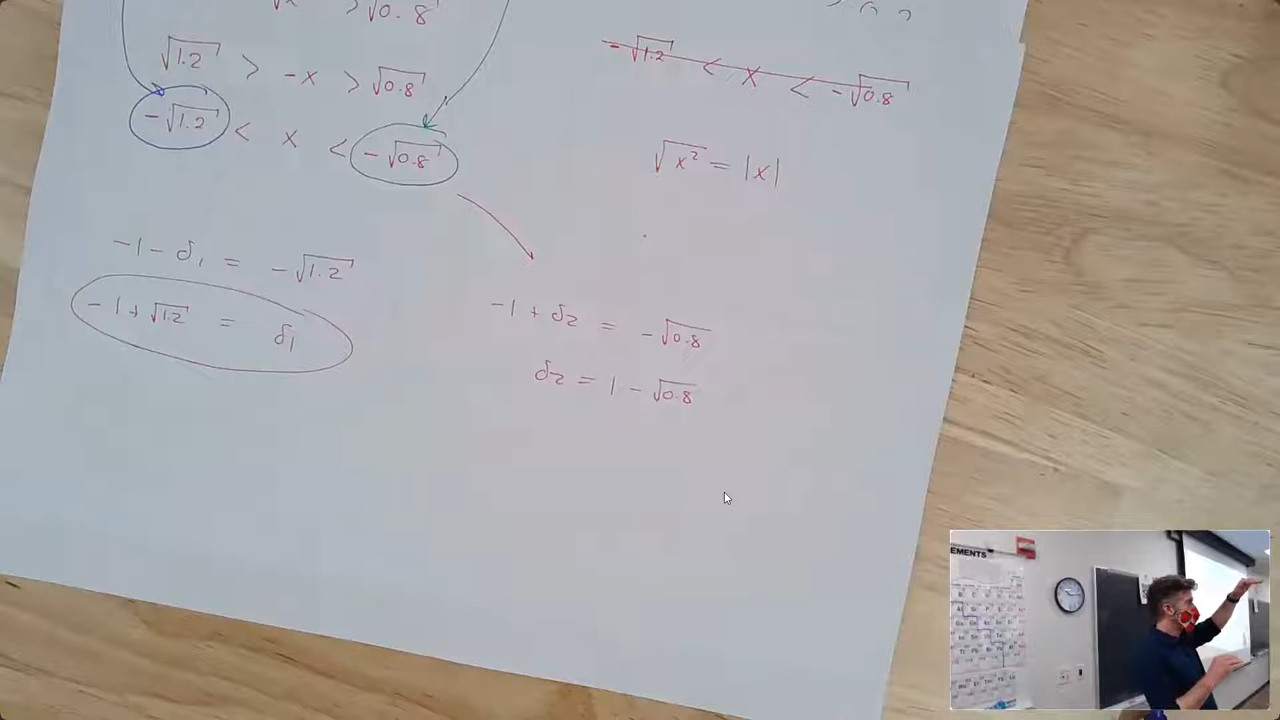 √x > √0.8
√1.2 > -x > √0.8
-√1.2 < x < -√0.8
-√1.2 < x < -√0.8
√x² = |x|
-1 - δ₁ = -√1.2
-1 + √1.2 = δ₁
-1 + δ₂ = -√0.8
δ₂ = 1 - √0.8
EMENTS